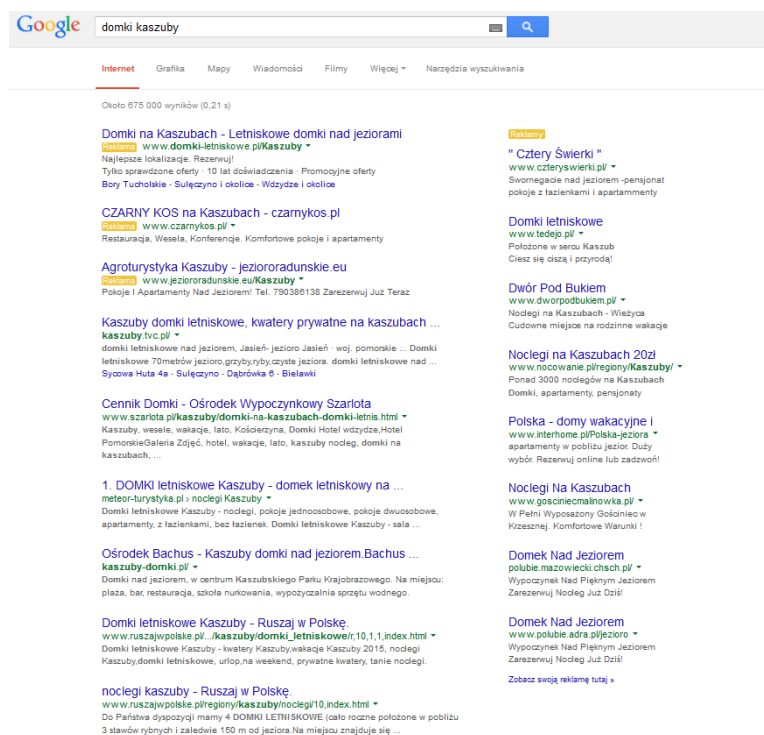 Google
domki kaszuby
Internet Grafika Mapy Wiadomości Filmy Więcej Narzędzia wyszukiwania
Około 675 000 wyników (0,21 s)
Domki na Kaszubach - Letniskowe domki nad jeziorami
Reklama www.domki-letniskowe.pl/Kaszuby
Najlepsze lokalizacje. Rezerwuj!
Tylko sprawdzone oferty · 10 lat doświadczenia · Promocyjne oferty
Bory Tucholskie - Sulęczyno i okolice - Wdzydze i okolice
CZARNY KOS na Kaszubach - czarnykos.pl
Reklama www.czarnykos.pl/
Restauracja, Wesela, Konferencje. Komfortowe pokoje i apartamenty
Agroturystyka Kaszuby - jeziororadunskie.eu
Reklama www.jeziororadunskie.eu/Kaszuby
Pokoje I Apartamenty Nad Jeziorem! Tel. 790386138 Zarezerwuj Już Teraz
Kaszuby domki letniskowe, kwatery prywatne na kaszubach ...
kaszuby.tvc.pl/
domki letniskowe nad jeziorem, Jasień- jezioro Jasień · woj. pomorskie ... Domki
letniskowe 70metrów jezioro,grzyby,ryby,czyste jeziora. domki letniskowe nad ...
Sycowa Huta 4a - Sulęczyno - Dąbrówka 6 - Bielawki
Cennik Domki - Ośrodek Wypoczynkowy Szarlota
www.szarlota.pl/kaszuby/domki-na-kaszubach-domki-letnis.html
Kaszuby, wesele, wakacje, lato, Kościerzyna, Domki Hotel wdzydze,Hotel
PomorskieGaleria Zdjęć, hotel, wakacje, lato, kaszuby nocleg, domki na
kaszubach, ...
1. DOMKI letniskowe Kaszuby - domek letniskowy na ...
meteor-turystyka.pl › noclegi Kaszuby
Domki letniskowe Kaszuby - noclegi, pokoje jednoosobowe, pokoje dwuosobowe,
apartamenty, z łazienkami, bez łazienek. Domki letniskowe Kaszuby - sala ...
Ośrodek Bachus - Kaszuby domki nad jeziorem.Bachus ...
kaszuby-domki.pl/
Domki nad jeziorem, w centrum Kaszubskiego Parku Krajobrazowego. Na miejscu:
plaża, bar, restauracja, szkoła nurkowania, wypożyczalnia sprzętu wodnego.
Domki letniskowe Kaszuby - Ruszaj w Polskę.
www.ruszajwpolske.pl/.../kaszuby/domki_letniskowe/r,10,1,1,index.html
Domki letniskowe Kaszuby - kwatery Kaszuby,wakacje Kaszuby 2015, noclegi
Kaszuby,domki letniskowe, urlop,na weekend, prywatne kwatery, tanie noclegi.
noclegi kaszuby - Ruszaj w Polskę.
www.ruszajwpolske.pl/regiony/kaszuby/noclegi/10,index.html
Do Państwa dyspozycji mamy 4 DOMKI LETNISKOWE (cało roczne położone w pobliżu
3 stawów rybnych i zaledwie 150 m od jeziora.Na miejscu znajduje się ...
Reklamy
" Cztery Świerki "
www.czteryswierki.pl/
Swornegacie nad jeziorem -pensjonat
pokoje z łazienkami i apartammenty
Domki letniskowe
www.tedejo.pl/
Położone w sercu Kaszub
Ciesz się ciszą i przyrodą!
Dwór Pod Bukiem
www.dworpodbukiem.pl/
Noclegi na Kaszubach - Wieżyca
Cudowne miejsce na rodzinne wakacje
Noclegi na Kaszubach 20zł
www.nocowanie.pl/regiony/Kaszuby/
Ponad 3000 noclegów na Kaszubach
Domki, apartamenty, pensjonaty
Polska - domy wakacyjne i
www.interhome.pl/Polska-jeziora
apartamenty w pobliżu jezior. Duży
wybór. Rezerwuj online lub zadzwoń!
Noclegi Na Kaszubach
www.gosciniecmalinowka.pl/
W Pełni Wyposażony Gościniec w
Krzesznej. Komfortowe Warunki !
Domek Nad Jeziorem
polubie.mazowiecki.chsch.pl/
Wypoczynek Nad Pięknym Jeziorem
Zarezerwuj Nocleg Już Dziś!
Domek Nad Jeziorem
www.polubie.adra.pl/jezioro
Wypoczynek Nad Pięknym Jeziorem
Zarezerwuj Nocleg Już Dziś!
Zobacz swoją reklamę tutaj »